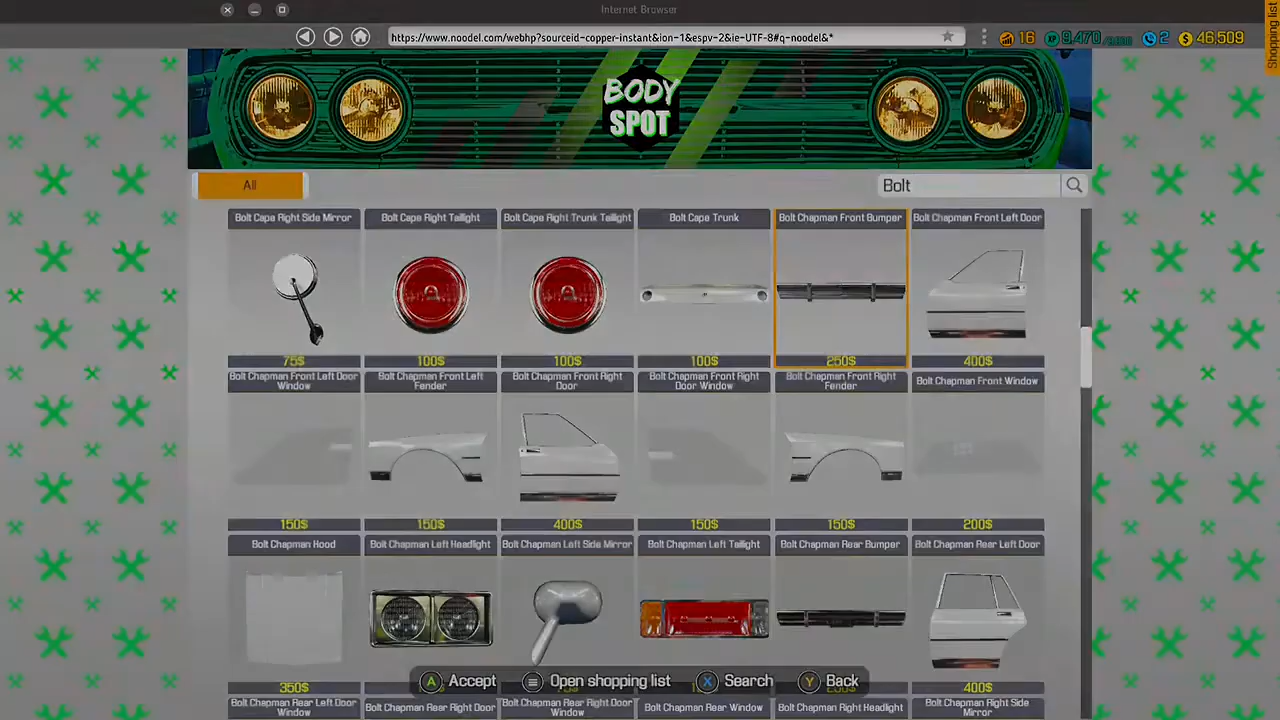 Internet Browser
Shopping list
https://www.noodel.com/webhp?sourceid-copper-instant&ion-1&espv-2&ie-UTF-8#q-noodel&*
16
XP 9,470
2
$ 46,509
BODY
SPOT
All
Bolt
Bolt Cape Right Side Mirror
Bolt Cape Right Taillight
Bolt Cape Right Trunk Taillight
Bolt Cape Trunk
Bolt Chapman Front Bumper
Bolt Chapman Front Left Door
75$
100$
100$
100$
250$
400$
Bolt Chapman Front Left Door
Window
Bolt Chapman Front Left
Fender
Bolt Chapman Front Right
Door
Bolt Chapman Front Right
Door Window
Bolt Chapman Front Right
Fender
Bolt Chapman Front Window
150$
150$
400$
150$
150$
200$
Bolt Chapman Hood
Bolt Chapman Left Headlight
Bolt Chapman Left Side Mirror
Bolt Chapman Left Taillight
Bolt Chapman Rear Bumper
Bolt Chapman Rear Left Door
350$
400$
A Accept
Open shopping list
X Search
Y Back
Bolt Chapman Rear Left Door
Window
Bolt Chapman Rear Right Door
Bolt Chapman Rear Right Door
Window
Bolt Chapman Rear Window
Bolt Chapman Right Headlight
Bolt Chapman Right Side
Mirror